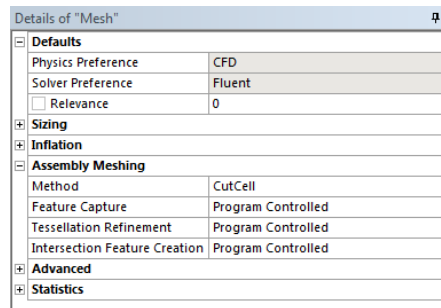 Details of "Mesh"
Defaults
Physics Preference CFD
Solver Preference Fluent
Relevance 0
Sizing
Inflation
Assembly Meshing
Method CutCell
Feature Capture Program Controlled
Tessellation Refinement Program Controlled
Intersection Feature Creation Program Controlled
Advanced
Statistics